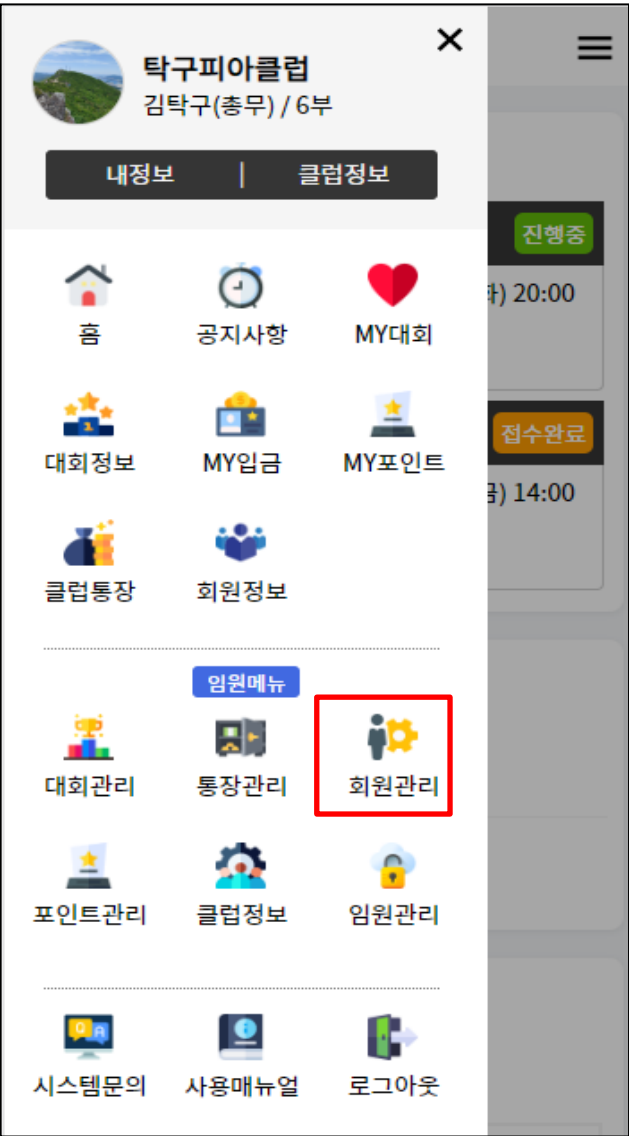 탁구피아클럽
김탁구(총무) / 6부
내정보 | 클럽정보
진행중
) 20:00
홈 공지사항 MY대회
접수완료
대회정보 MY입금 MY포인트
) 14:00
클럽통장 회원정보
임원메뉴
대회관리 통장관리 회원관리
포인트관리 클럽정보 임원관리
Q A
시스템문의 사용매뉴얼 로그아웃